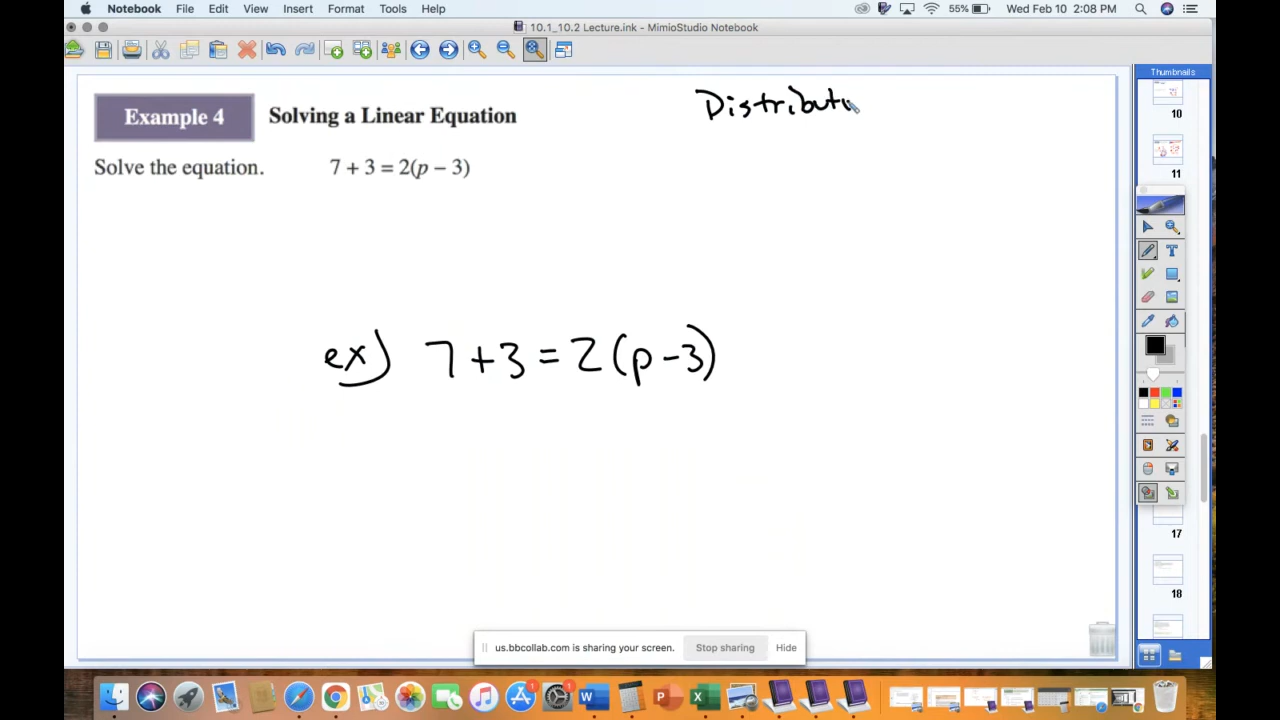 Notebook File Edit View Insert Format Tools Help 55% Wed Feb 10 2:08 PM
10.1_10.2 Lecture.ink - MimioStudio Notebook
Thumbnails
10
11
17
18
Example 4 Solving a Linear Equation
Distributi
Solve the equation. 7 + 3 = 2(p − 3)
ex) 7+3=2(p-3)
us.bbcollab.com is sharing your screen. Stop sharing Hide